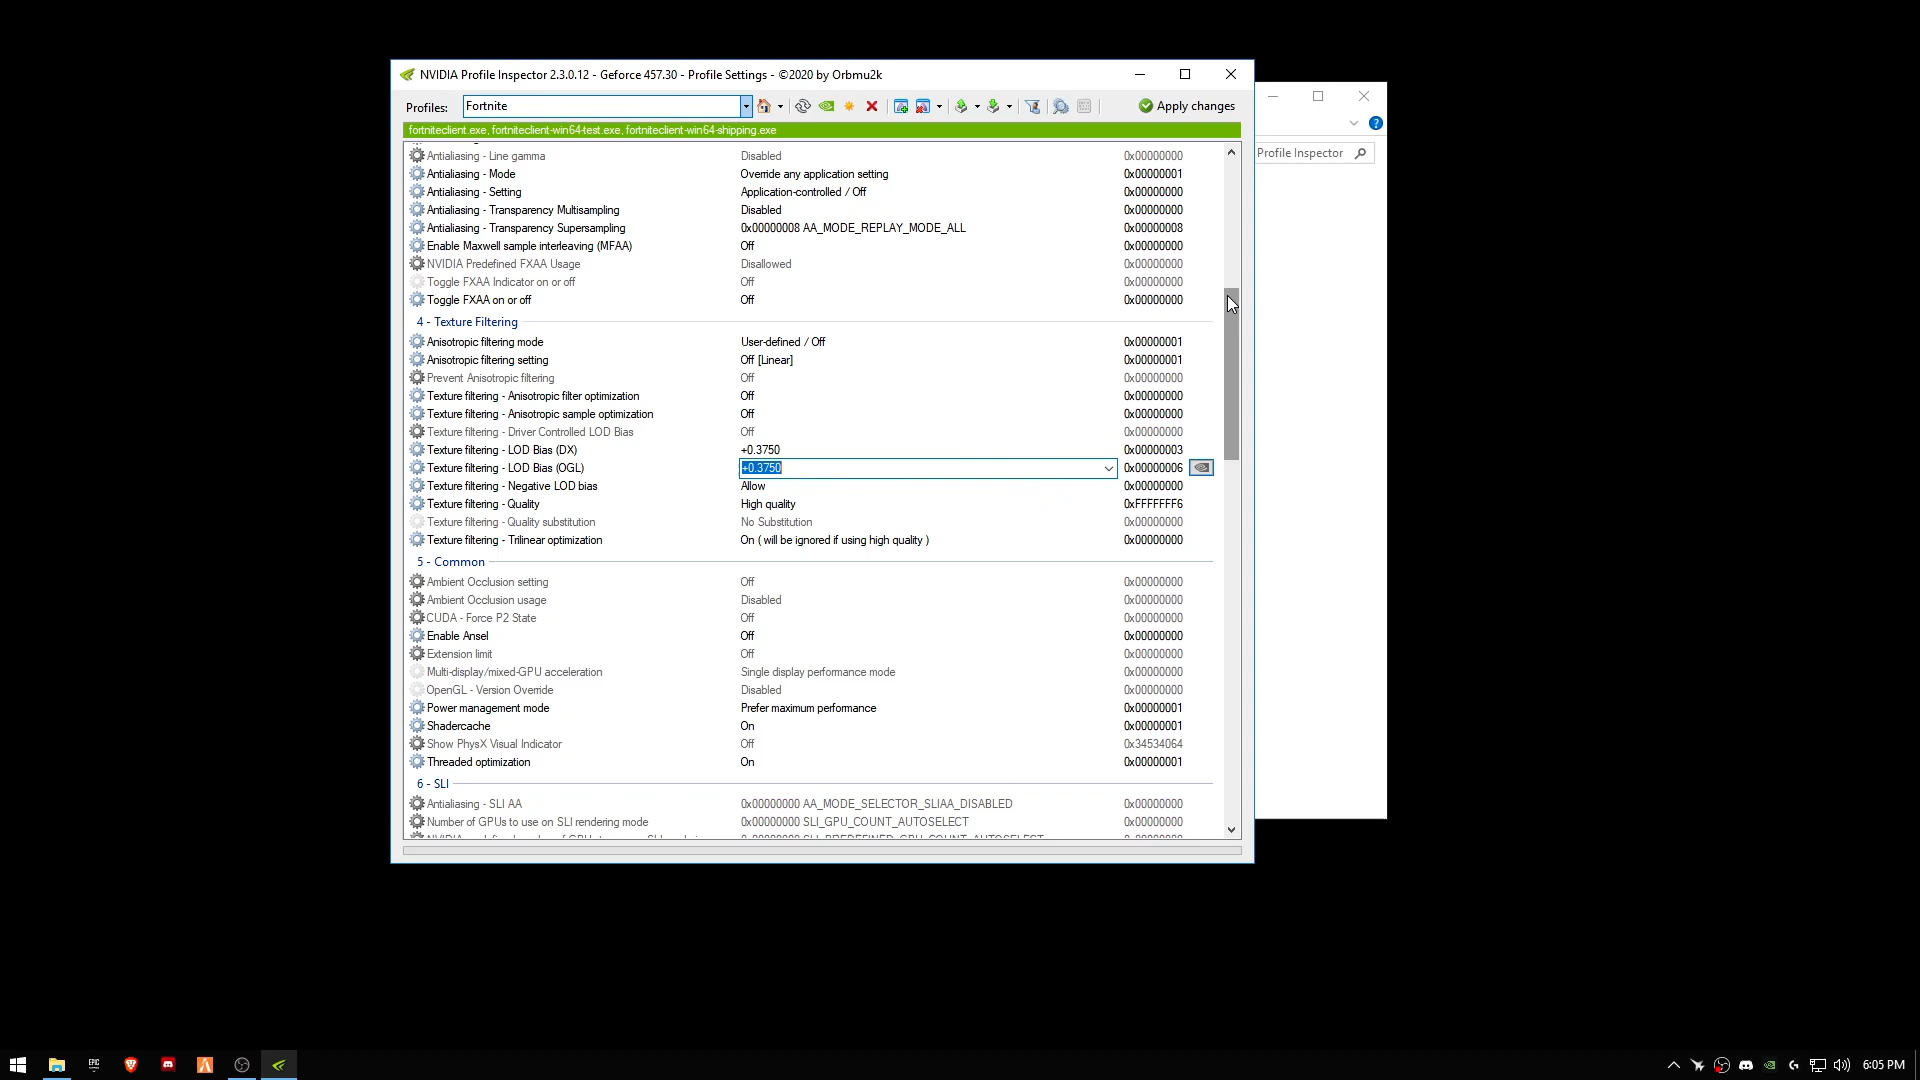 NVIDIA Profile Inspector 2.3.0.12 - Geforce 457.30 - Profile Settings - ©2020 by Orbmu2k
Profiles: Fortnite Apply changes
fortniteclient.exe, fortniteclient-win64-test.exe, fortniteclient-win64-shipping.exe
Profile Inspector
Antialiasing - Line gamma Disabled 0x00000000
Antialiasing - Mode Override any application setting 0x00000001
Antialiasing - Setting Application-controlled / Off 0x00000000
Antialiasing - Transparency Multisampling Disabled 0x00000000
Antialiasing - Transparency Supersampling 0x00000008 AA_MODE_REPLAY_MODE_ALL 0x00000008
Enable Maxwell sample interleaving (MFAA) Off 0x00000000
NVIDIA Predefined FXAA Usage Disallowed 0x00000000
Toggle FXAA Indicator on or off Off 0x00000000
Toggle FXAA on or off Off 0x00000000
4 - Texture Filtering
Anisotropic filtering mode User-defined / Off 0x00000001
Anisotropic filtering setting Off [Linear] 0x00000001
Prevent Anisotropic filtering Off 0x00000000
Texture filtering - Anisotropic filter optimization Off 0x00000000
Texture filtering - Anisotropic sample optimization Off 0x00000000
Texture filtering - Driver Controlled LOD Bias Off 0x00000000
Texture filtering - LOD Bias (DX) +0.3750 0x00000003
Texture filtering - LOD Bias (OGL) +0.3750 0x00000006
Texture filtering - Negative LOD bias Allow 0x00000000
Texture filtering - Quality High quality 0xFFFFFFF6
Texture filtering - Quality substitution No Substitution 0x00000000
Texture filtering - Trilinear optimization On ( will be ignored if using high quality ) 0x00000000
5 - Common
Ambient Occlusion setting Off 0x00000000
Ambient Occlusion usage Disabled 0x00000000
CUDA - Force P2 State Off 0x00000000
Enable Ansel Off 0x00000000
Extension limit Off 0x00000000
Multi-display/mixed-GPU acceleration Single display performance mode 0x00000000
OpenGL - Version Override Disabled 0x00000000
Power management mode Prefer maximum performance 0x00000001
Shadercache On 0x00000001
Show PhysX Visual Indicator Off 0x34534064
Threaded optimization On 0x00000001
6 - SLI
Antialiasing - SLI AA 0x00000000 AA_MODE_SELECTOR_SLIAA_DISABLED 0x00000000
Number of GPUs to use on SLI rendering mode 0x00000000 SLI_GPU_COUNT_AUTOSELECT 0x00000000
EPIC
6:05 PM